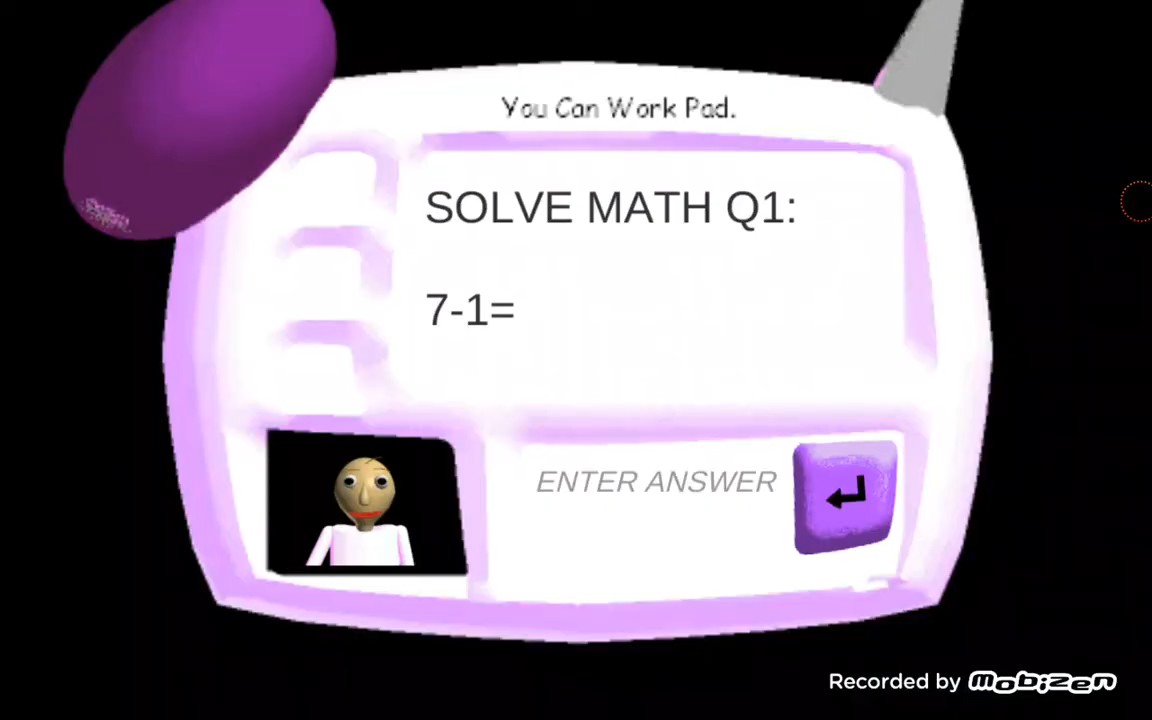 You Can Work Pad.
SOLVE MATH Q1:
7-1=
ENTER ANSWER
Recorded by mobizen